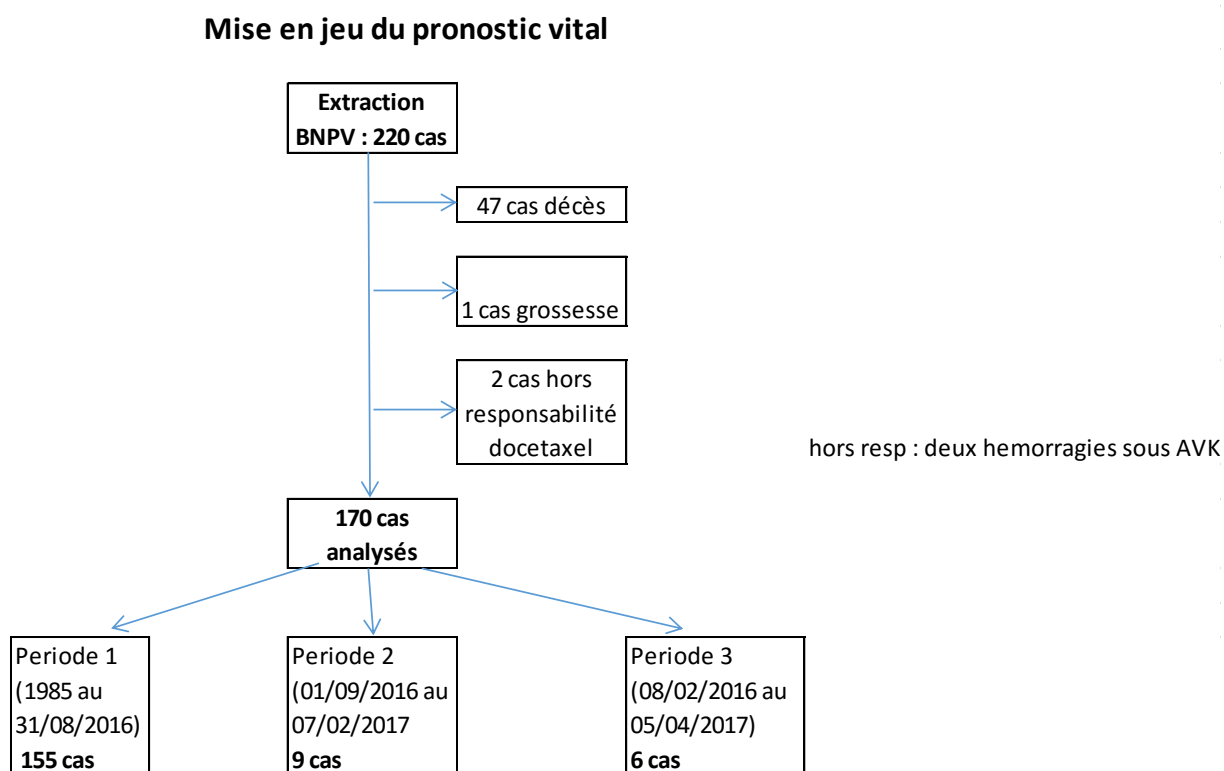 Mise en jeu du pronostic vital
Extraction
BNPV : 220 cas
47 cas décès
1 cas grossesse
2 cas hors
responsabilité
docetaxel
hors resp : deux hemorragies sous AVK
170 cas
analysés
Periode 1
(1985 au
31/08/2016)
155 cas
Periode 2
(01/09/2016 au
07/02/2017
9 cas
Periode 3
(08/02/2016 au
05/04/2017)
6 cas